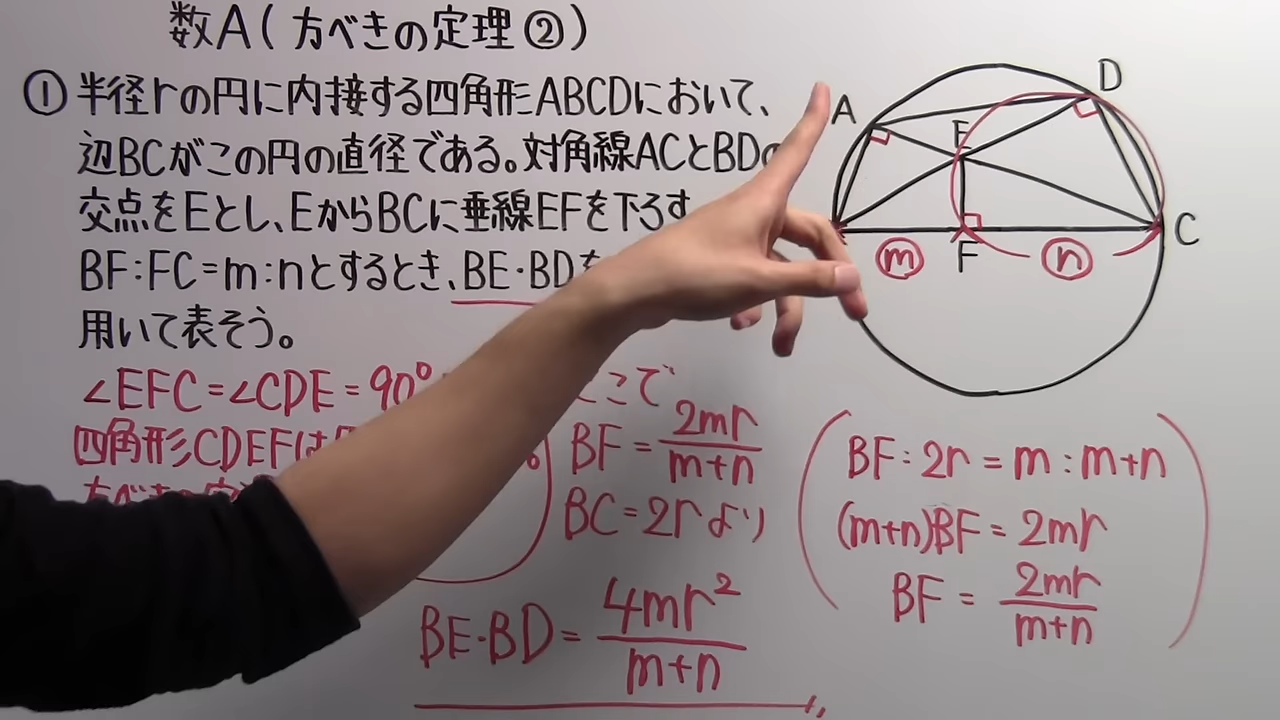 数A(方べきの定理②)
① 半径rの円に内接する四角形ABCDにおいて、
辺BCがこの円の直径である。対角線ACとBDの
交点をEとし、EからBCに垂線EFを下ろす
BF:FC=m:nとするとき、BE・BDを
用いて表そう。
∠EFC=∠CDE=90°
四角形CDEFは
方べきの定
ここで
BF = 2mr/m+n
BC=2rより
BE・BD = 4mr²/m+n
A
D
E
C
F
m
n
BF:2r = m:m+n
(m+n)BF = 2mr
BF = 2mr/m+n